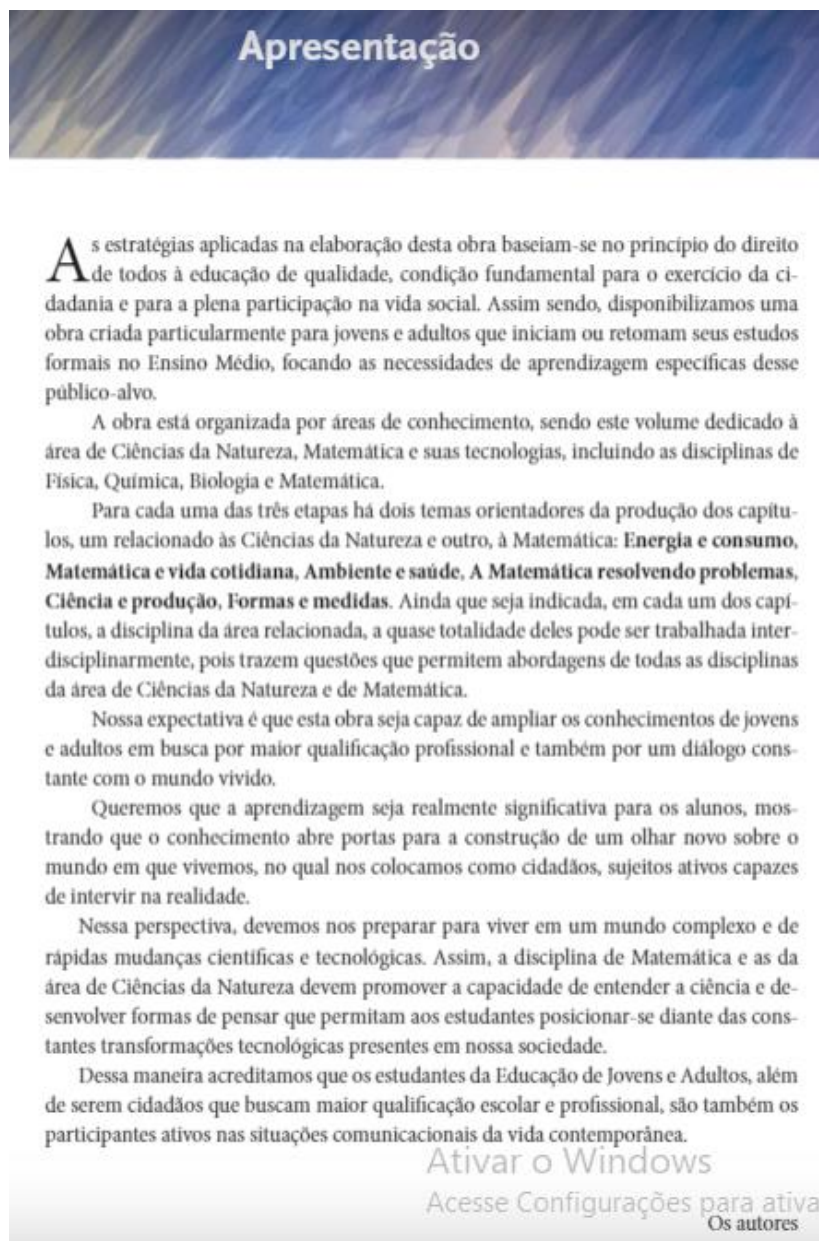 Apresentação
As estratégias aplicadas na elaboração desta obra baseiam-se no princípio do direito
de todos à educação de qualidade, condição fundamental para o exercício da ci-
dadania e para a plena participação na vida social. Assim sendo, disponibilizamos uma
obra criada particularmente para jovens e adultos que iniciam ou retomam seus estudos
formais no Ensino Médio, focando as necessidades de aprendizagem específicas desse
público-alvo.
A obra está organizada por áreas de conhecimento, sendo este volume dedicado à
área de Ciências da Natureza, Matemática e suas tecnologias, incluindo as disciplinas de
Física, Química, Biologia e Matemática.
Para cada uma das três etapas há dois temas orientadores da produção dos capítu-
los, um relacionado às Ciências da Natureza e outro, à Matemática: Energia e consumo,
Matemática e vida cotidiana, Ambiente e saúde, A Matemática resolvendo problemas,
Ciência e produção, Formas e medidas. Ainda que seja indicada, em cada um dos capí-
tulos, a disciplina da área relacionada, a quase totalidade deles pode ser trabalhada inter-
disciplinarmente, pois trazem questões que permitem abordagens de todas as disciplinas
da área de Ciências da Natureza e de Matemática.
Nossa expectativa é que esta obra seja capaz de ampliar os conhecimentos de jovens
e adultos em busca por maior qualificação profissional e também por um diálogo cons-
tante com o mundo vivido.
Queremos que a aprendizagem seja realmente significativa para os alunos, mos-
trando que o conhecimento abre portas para a construção de um olhar novo sobre o
mundo em que vivemos, no qual nos colocamos como cidadãos, sujeitos ativos capazes
de intervir na realidade.
Nessa perspectiva, devemos nos preparar para viver em um mundo complexo e de
rápidas mudanças científicas e tecnológicas. Assim, a disciplina de Matemática e as da
área de Ciências da Natureza devem promover a capacidade de entender a ciência e de-
senvolver formas de pensar que permitam aos estudantes posicionar-se diante das cons-
tantes transformações tecnológicas presentes em nossa sociedade.
Dessa maneira acreditamos que os estudantes da Educação de Jovens e Adultos, além
de serem cidadãos que buscam maior qualificação escolar e profissional, são também os
participantes ativos nas situações comunicacionais da vida contemporânea.
Ativar o Windows
Acesse Configurações para ativa
Os autores